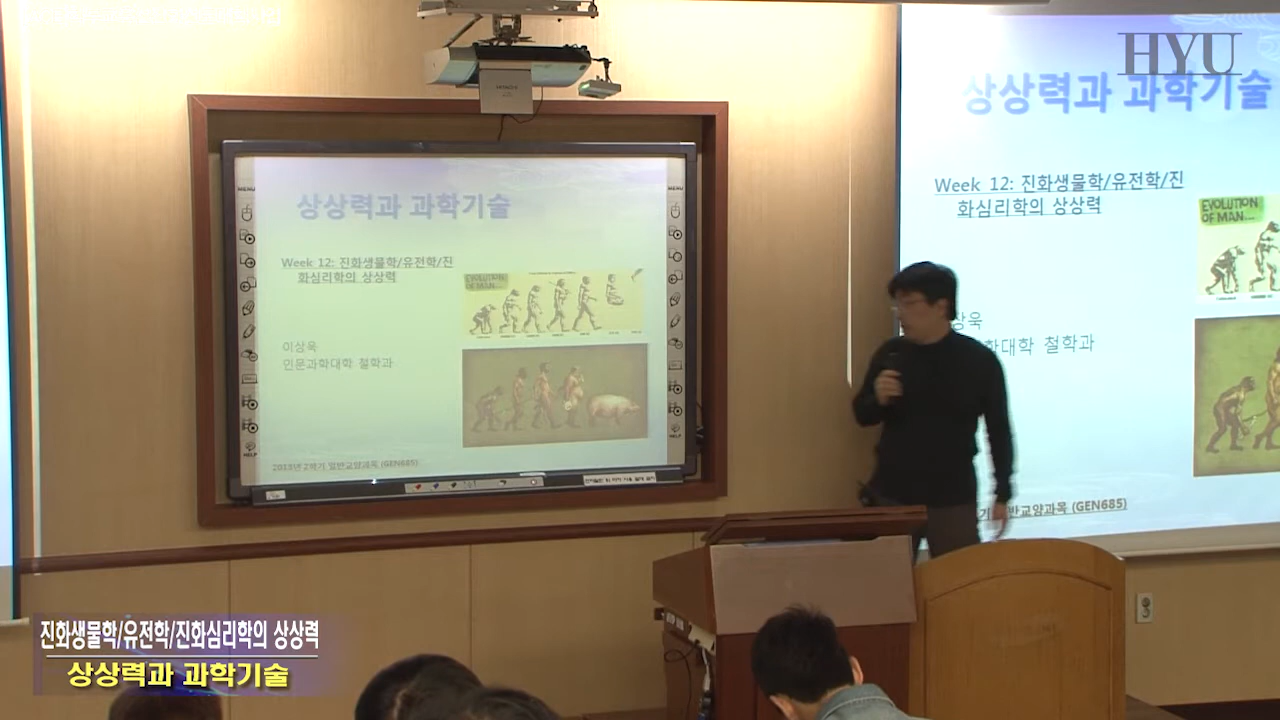 HYU
상상력과 과학기술
Week 12: 진화생물학/유전학/진
화심리학의 상상력
EVOLUTION
OF MAN...
이상욱
인문과학대학 철학과
2013년 2학기 일반교양과목 (GEN685)
MENU
MENU
HELP
HELP
HITACHI
상상력과 과학기술
Week 12: 진화생물학/유전학/진
화심리학의 상상력
EVOLUTION
OF MAN...
상욱
대학 철학과
반교양과목 (GEN685)
진화생물학/유전학/진화심리학의 상상력
상상력과 과학기술